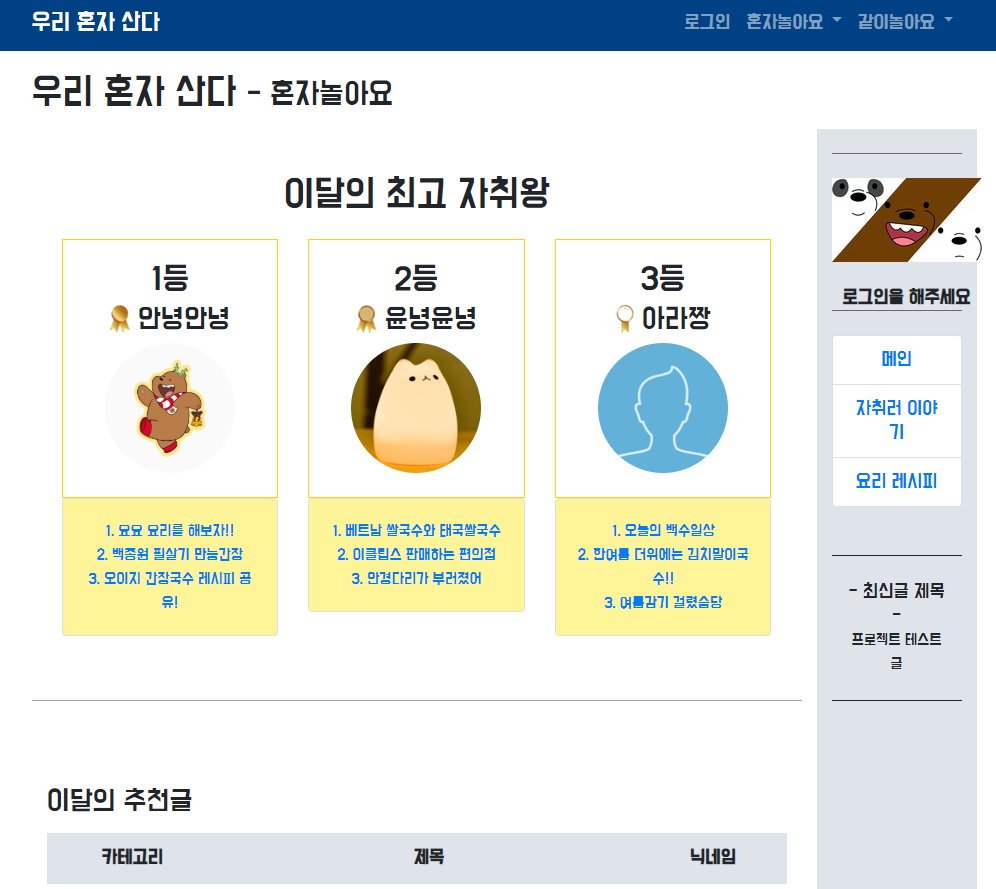 우리 혼자 산다
로그인 혼자놀아요 같이놀아요
우리 혼자 산다 - 혼자놀아요
이달의 최고 자취왕
1등
안녕안녕
1. 요요 요리를 해보자!!
2. 백종원 필살기 만능간장
3. 오이지 간장국수 레시피 공
유!
2등
윤녕윤녕
1. 베트남 쌀국수와 태국쌀국수
2. 이클립스 판매하는 편의점
3. 안경다리가 부러졌어
3등
아라짱
1. 오늘의 백수일상
2. 한여름 더위에는 김치말이국
수!!
3. 여름감기 걸렸슴당
로그인을 해주세요
메인
자취러 이야
기
요리 레시피
- 최신글 제목
-
프로젝트 테스트
글
이달의 추천글
카테고리 제목 닉네임